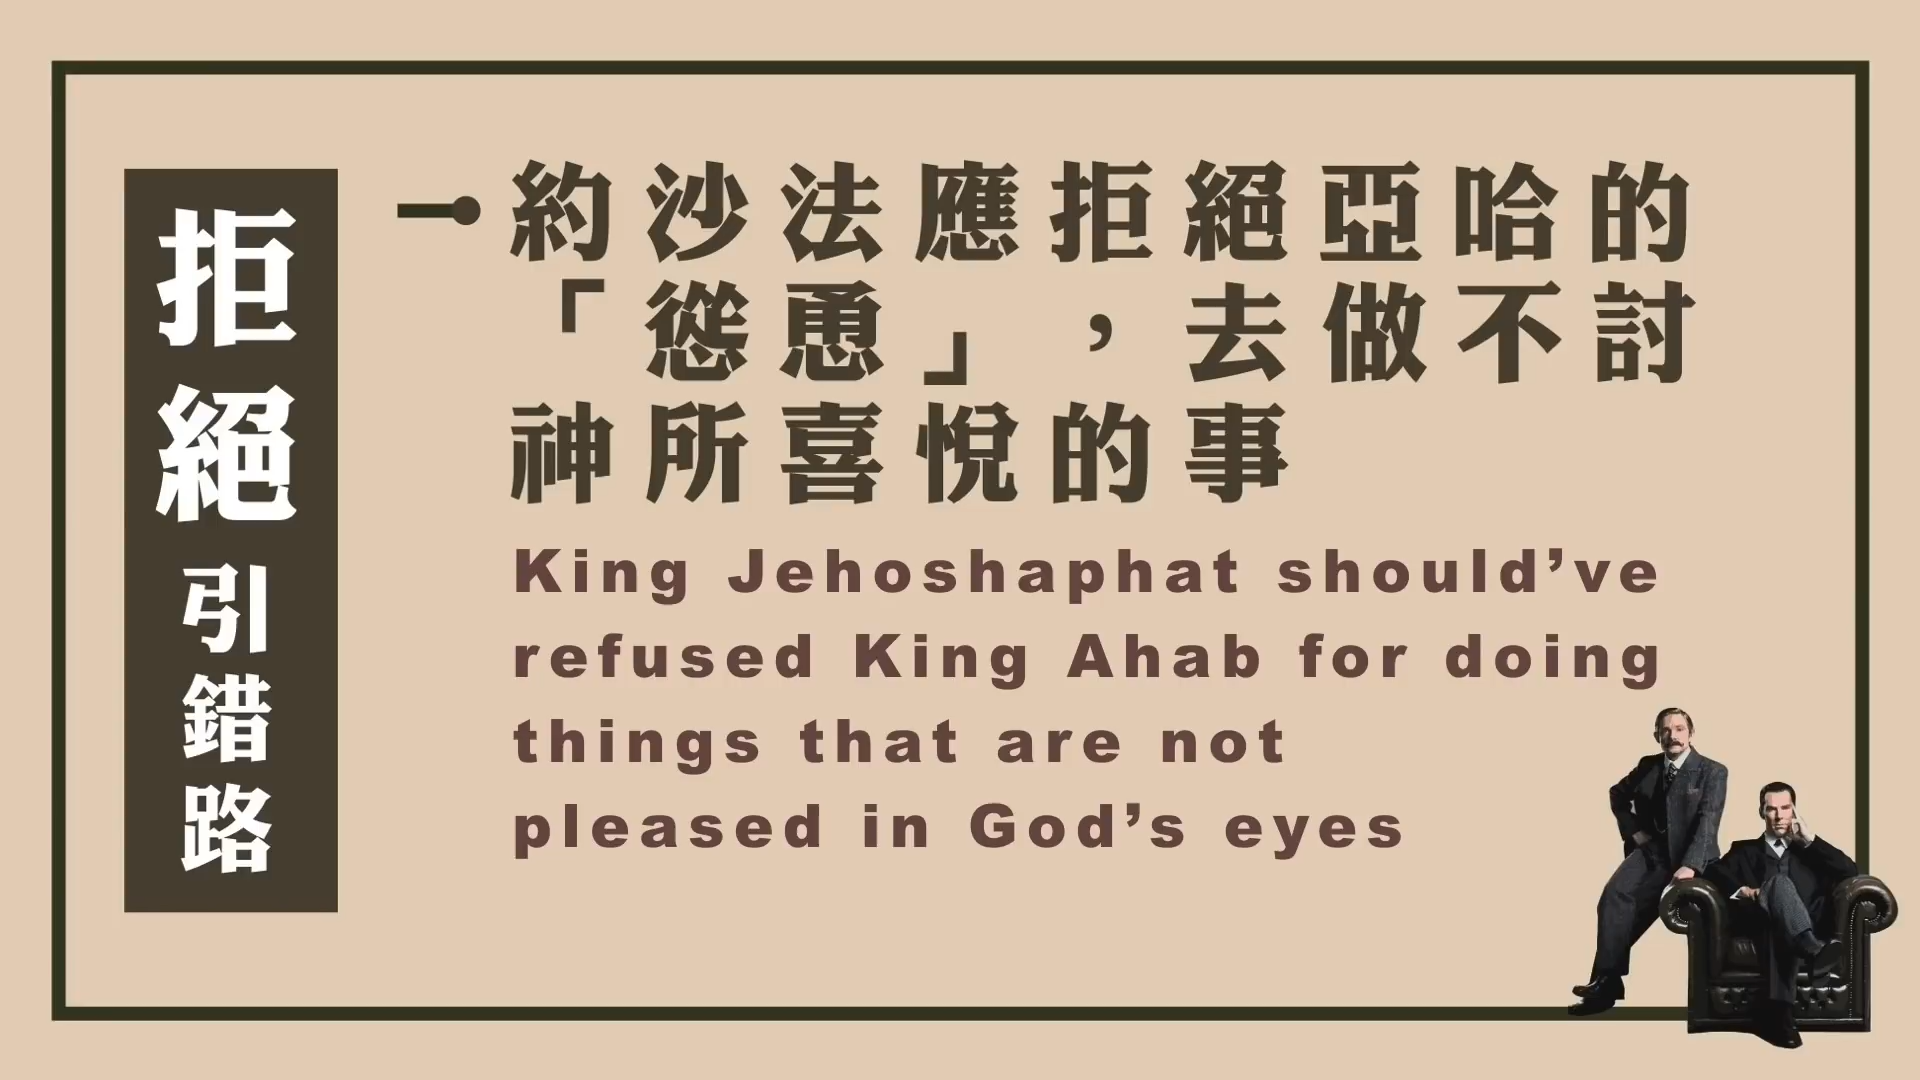 拒絕引錯路
約沙法應拒絕亞哈的
「慫恿」，去做不討
神所喜悅的事
King Jehoshaphat should’ve
refused King Ahab for doing
things that are not
pleased in God’s eyes